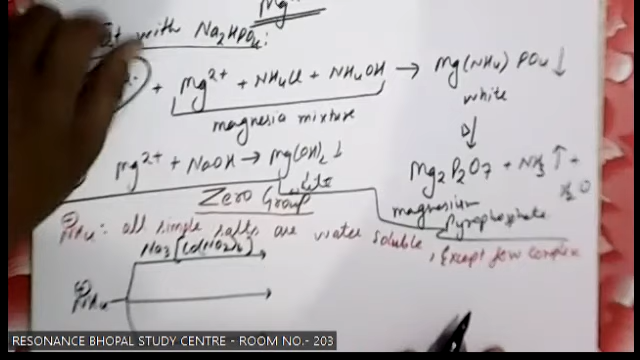 Mg²⁺
with Na₂HPO₄:
+ Mg²⁺ + NH₄Cl + NH₄OH → Mg(NH₄)PO₄ ↓
white
magnesia mixture
Δ ↓
Mg²⁺ + NaOH → Mg(OH)₂ ↓
white
Mg₂P₂O₇ + NH₃ ↑ +
H₂O
magnesium
Pyrophosphate
Zero Group
NH₄⁺: all simple salts are water soluble, Except few complex
Na₃[Co(NO₂)₆]
NH₄⁺
RESONANCE BHOPAL STUDY CENTRE - ROOM NO.- 203